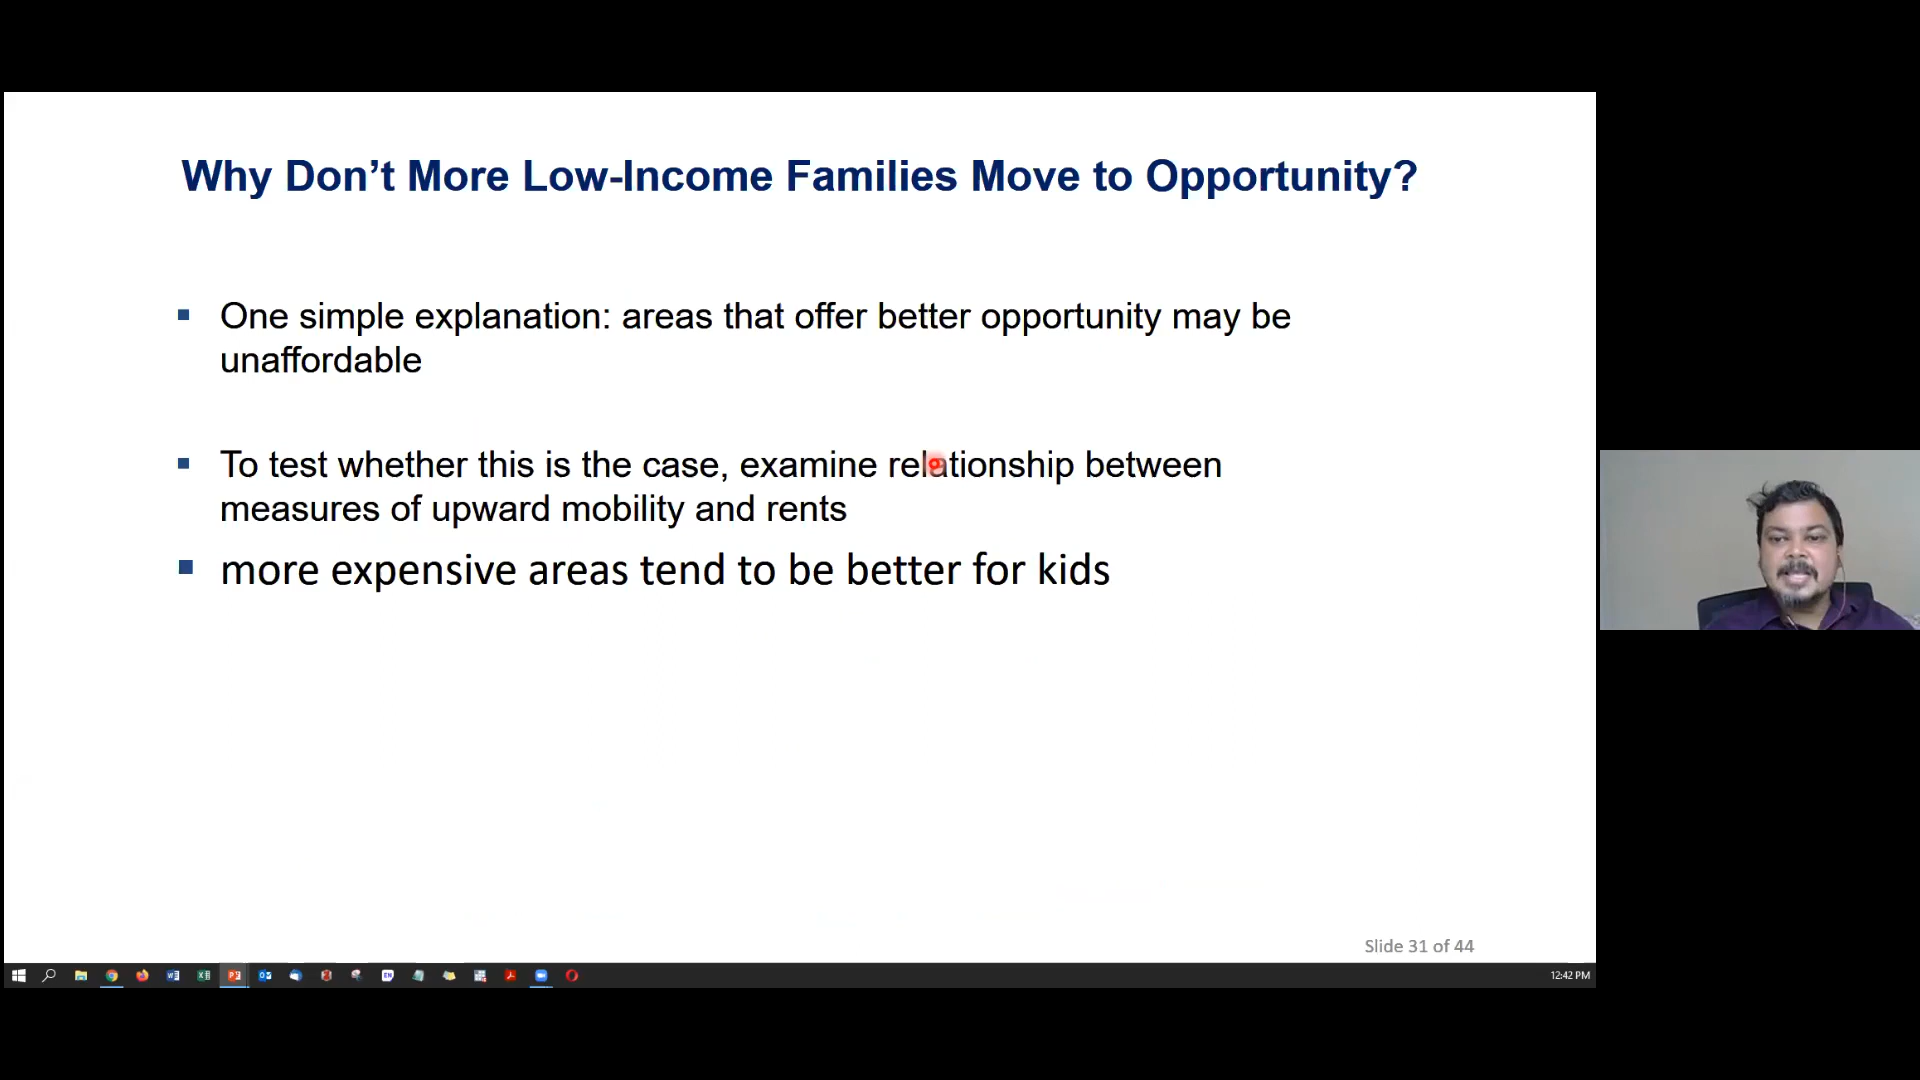 Why Don’t More Low-Income Families Move to Opportunity?
One simple explanation: areas that offer better opportunity may be
unaffordable
To test whether this is the case, examine relationship between
measures of upward mobility and rents
more expensive areas tend to be better for kids
Slide 31 of 44
12:42 PM